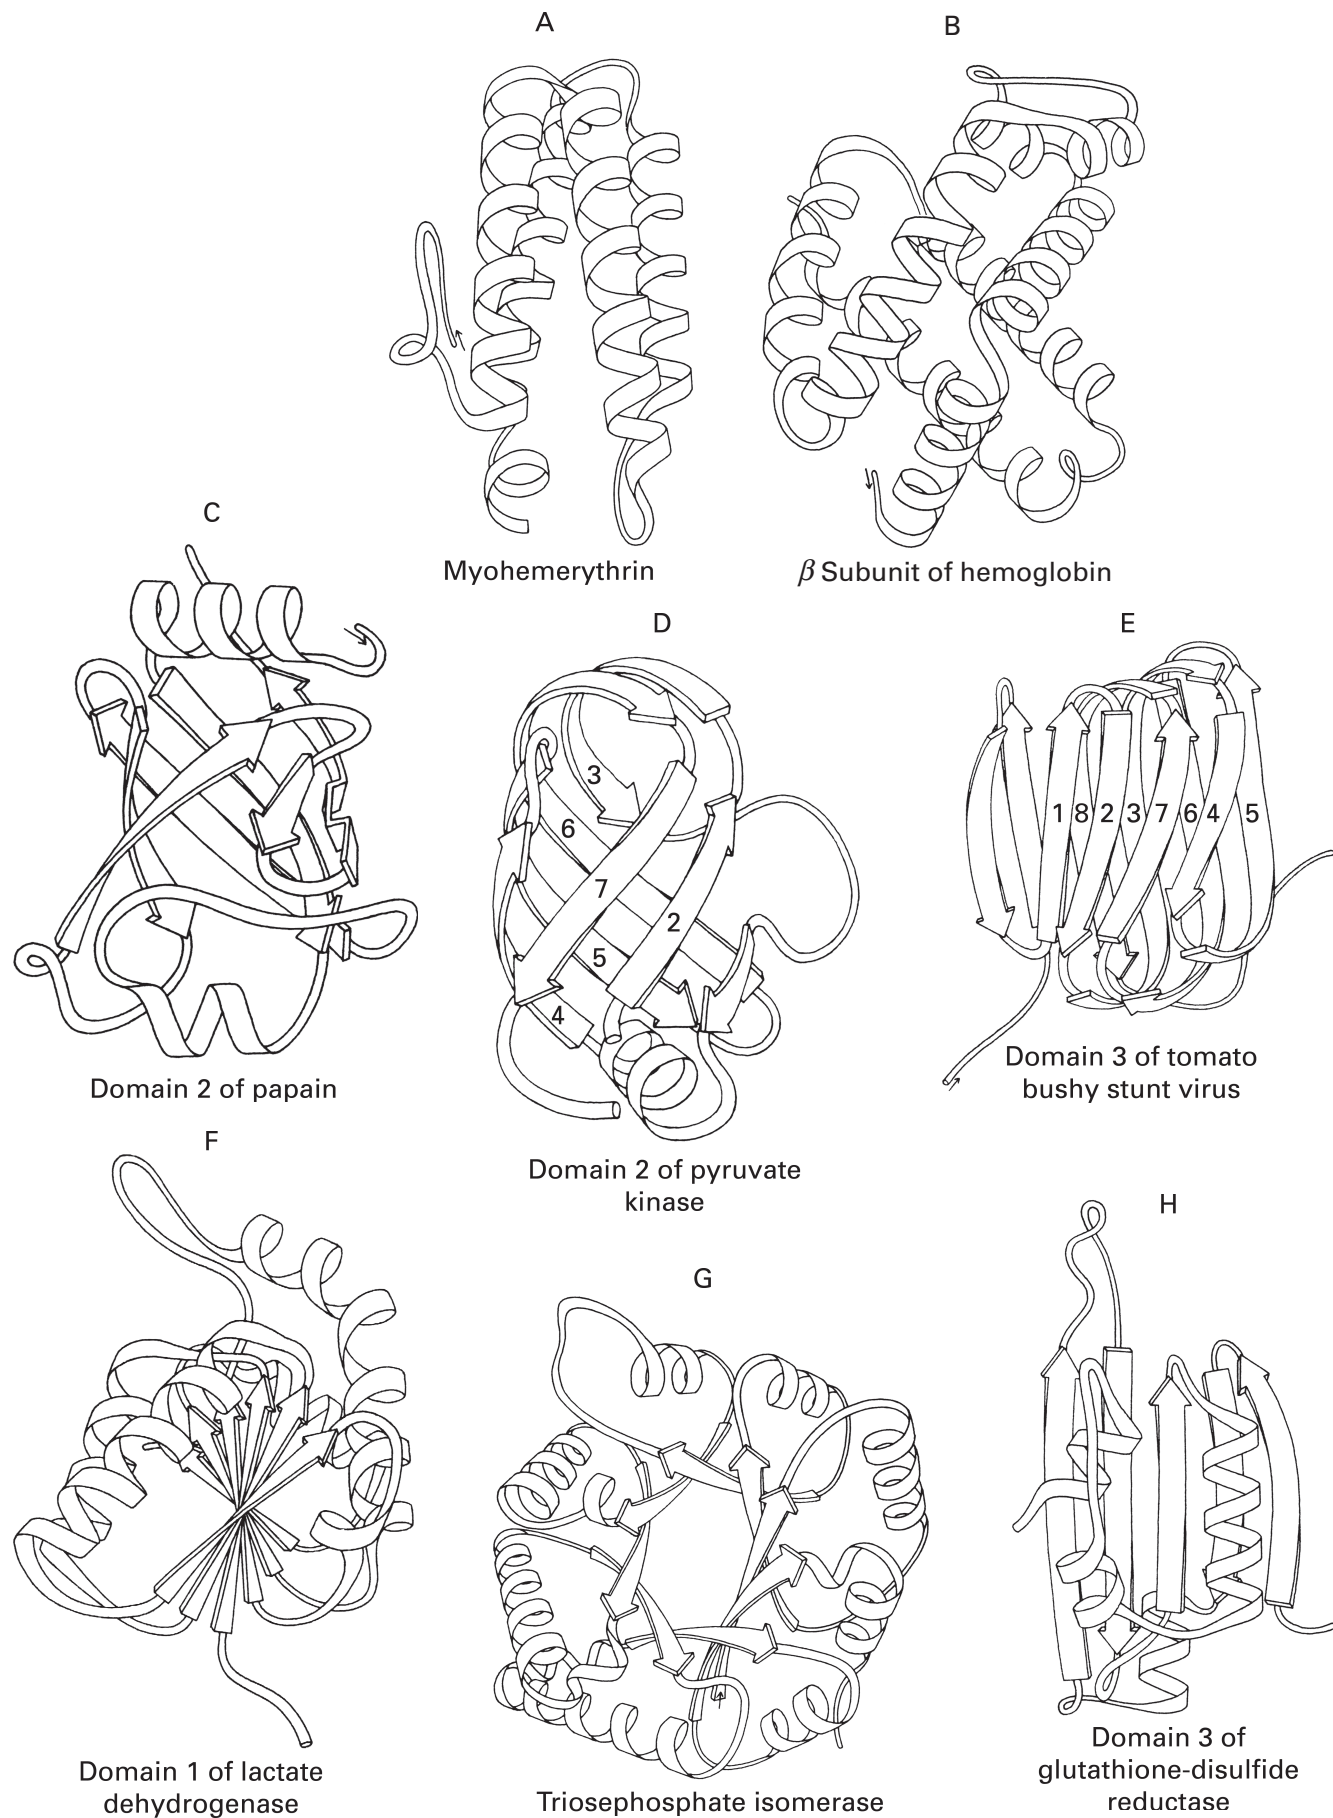 A
B
Myohemerythrin
β Subunit of hemoglobin
C
D
E
3
6
7
2
5
4
1 8 2 3 7 6 4 5
Domain 2 of papain
Domain 3 of tomato
bushy stunt virus
Domain 2 of pyruvate
kinase
F
G
H
Domain 1 of lactate
dehydrogenase
Triosephosphate isomerase
Domain 3 of
glutathione-disulfide
reductase